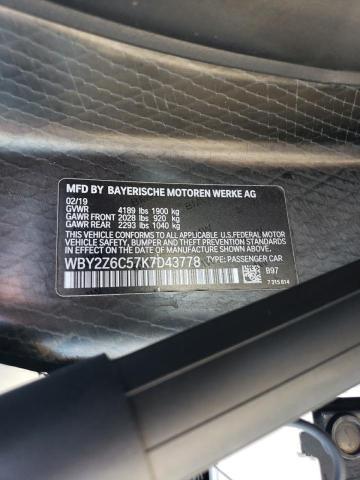 MFD BY BAYERISCHE MOTOREN WERKE AG
02/19
GVWR 4189 lbs 1900 kg
GAWR FRONT 2028 lbs 920 kg
GAWR REAR 2293 lbs 1040 kg
THIS VEHICLE CONFORMS TO ALL APPLICABLE U.S. FEDERAL MOTOR
VEHICLE SAFETY, BUMPER, AND THEFT PREVENTION STANDARDS IN EFFECT ON
THE DATE OF MANUFACTURE SHOWN ABOVE.
WBY2Z6C57K7D43778 TYPE: PASSENGER CAR
B97
7 315 814